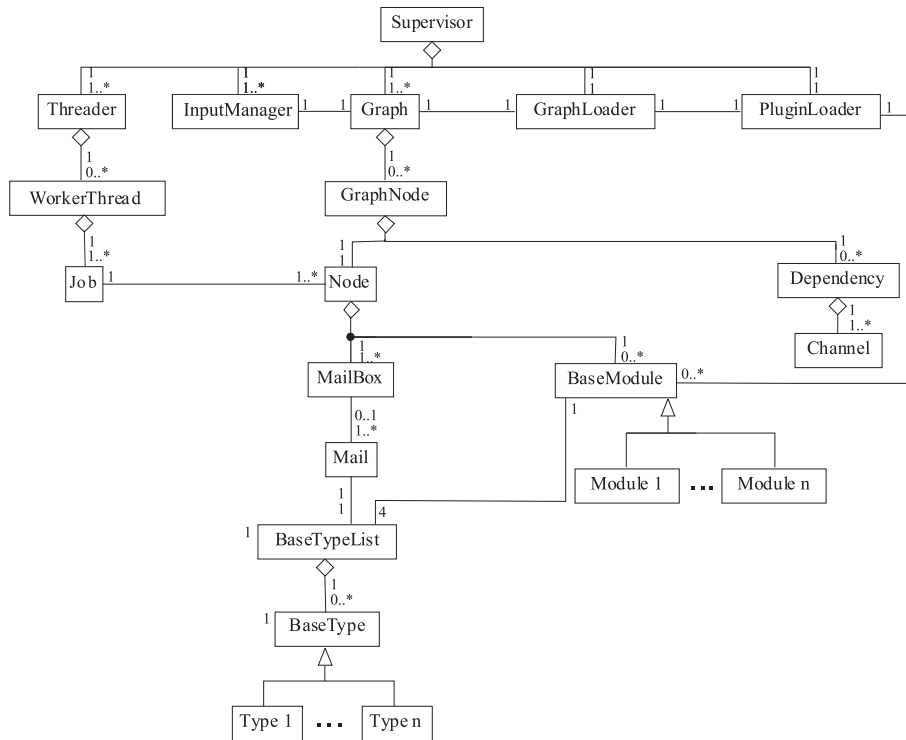 Supervisor
1 1 1 1 1
1..* 1..* 1..* 1 1
Threader InputManager 1 1 Graph 1 1 GraphLoader 1 1 PluginLoader 1
1 1
0..* 0..*
WorkerThread GraphNode
1 1 1
1..* 1 0..*
Job 1 1..* Node Dependency
1
1..*
Channel
1 1
1..* 0..*
MailBox BaseModule 0..*
0..1 1
1..*
Mail
Module 1 ... Module n
1
1 4
1 BaseTypeList
1
0..*
1 BaseType
Type 1 ... Type n